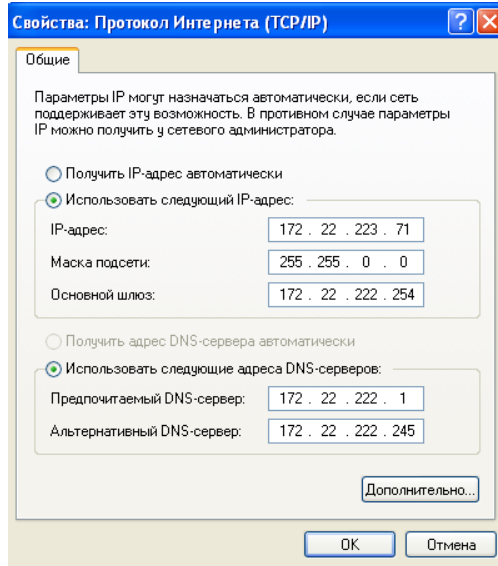 Свойства: Протокол Интернета (TCP/IP)
Общие
Параметры IP могут назначаться автоматически, если сеть
поддерживает эту возможность. В противном случае параметры
IP можно получить у сетевого администратора.
Получить IP-адрес автоматически
Использовать следующий IP-адрес:
IP-адрес: 172 . 22 . 223 . 71
Маска подсети: 255 . 255 . 0 . 0
Основной шлюз: 172 . 22 . 222 . 254
Получить адрес DNS-сервера автоматически
Использовать следующие адреса DNS-серверов:
Предпочитаемый DNS-сервер: 172 . 22 . 222 . 1
Альтернативный DNS-сервер: 172 . 22 . 222 . 245
Дополнительно...
OK Отмена